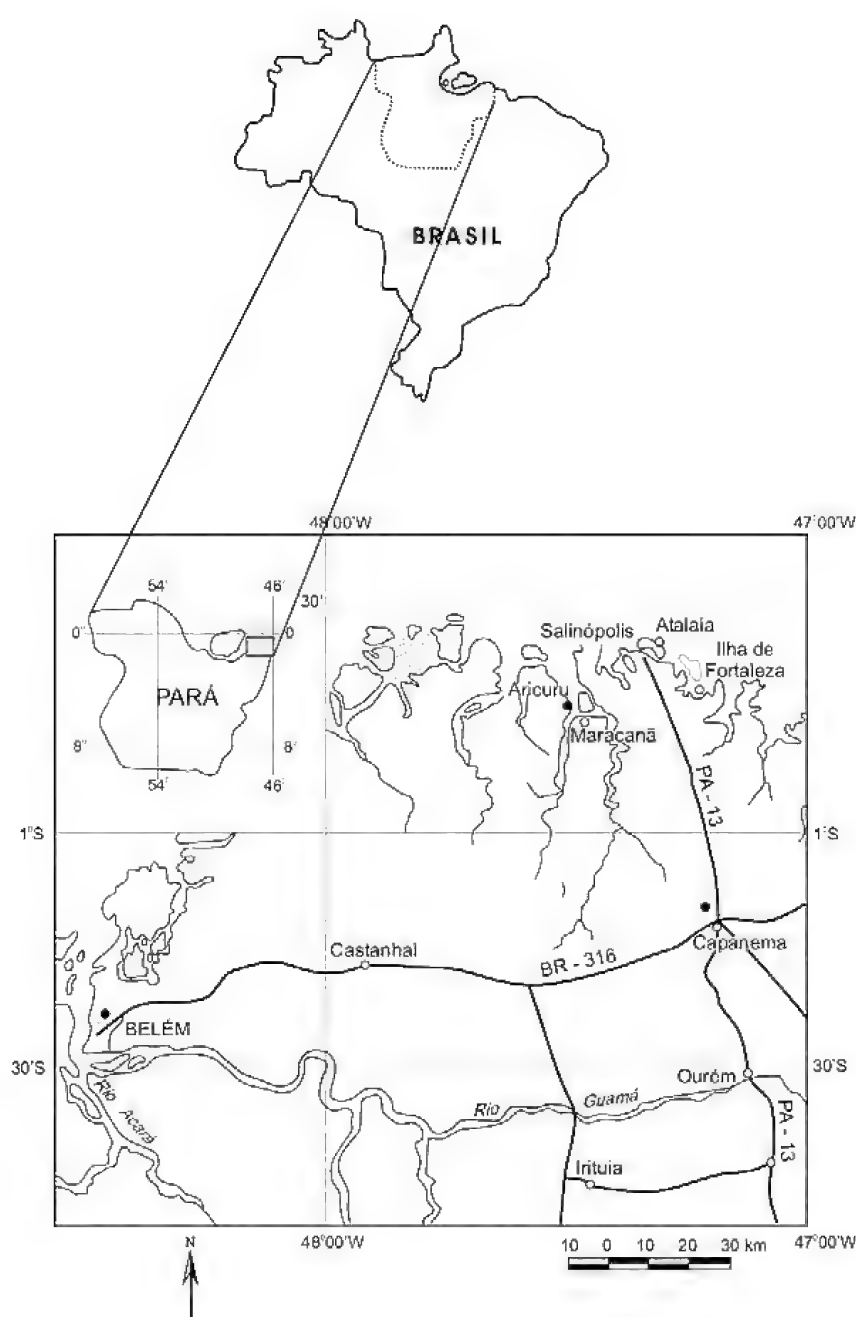 BRASIL
48°00'W
47°00'W
54'
46'
30'
0°
0
PARÁ
8°
8'
54'
46'
Salinópolis
Atalaia
Ilha de
Fortaleza
Aricuru
Maracanã
PA - 13
1°S
1°S
Castanhal
BR - 316
Capanema
BELÉM
30'S
Ourém
30'S
Rio
Acará
Rio
Guamá
PA - 13
Irituia
48°00'W
47°00'W
N
10 0 10 20 30 km